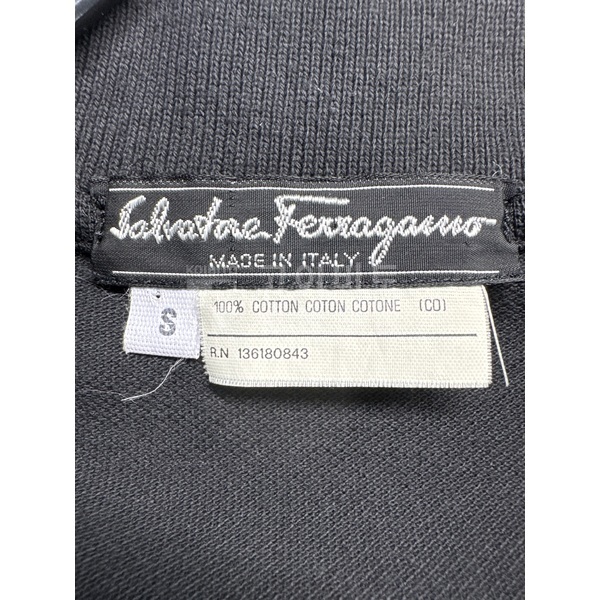 Salvatore Ferragamo
MADE IN ITALY
S
100% COTTON COTON COTONE (CO)
R.N 136180843